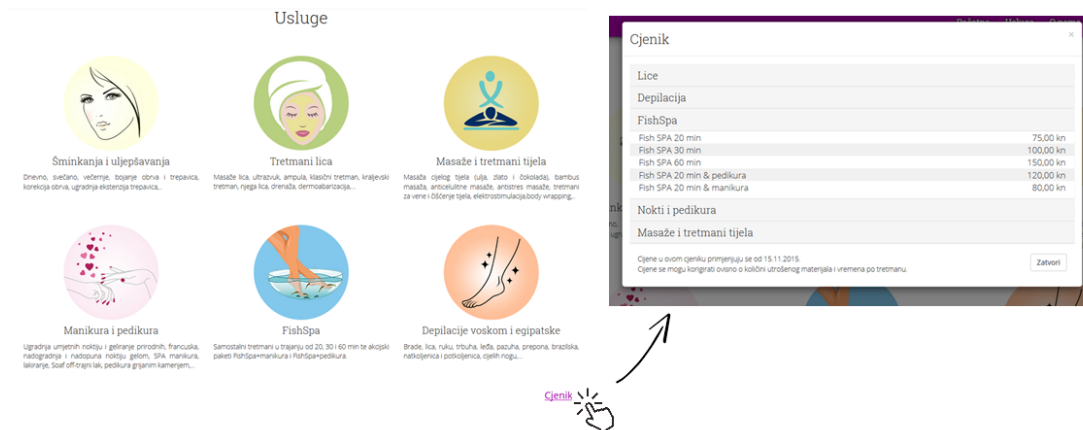 Usluge
Šminkanja i uljepšavanja
Dnevno, svečano, večernje, bojanje obrva i trepavica,
korekcija obrva, ugradnja ekstenzija trepavica,..
Tretmani lica
Masaže lica, ultrazvuk, ampula, klasični tretman, kraljevski
tretman, njega lica, drenaža, dermoabarizacija,...
Masaže i tretmani tijela
Masaža cijelog tijela (ulja, zlato i čokolada), bambus
masaža, anticelulitne masaže, antistres masaže, tretmani
za vene i čišćenje tijela, elektrostimulacija,body wrapping,..
Manikura i pedikura
Ugradnja umjetnih noktiju i geliranje prirodnih, francuska,
nadogradnja i nadopuna noktiju gelom, SPA manikura,
lakiranje, Soaf off-trajni lak, pedikura grijanim kamenjem,..
FishSpa
Samostalni tretmani u trajanju od 20, 30 i 60 min te akcijski
paketi FishSpa+manikura i FishSpa+pedikura.
Depilacije voskom i egipatske
Brade, lica, ruku, trbuha, leđa, pazuha, prepona, brazilska,
natkoljenica i potkoljenica, cijelih nogu,..
Cjenik
Cjenik
×
Lice
Depilacija
FishSpa
Fish SPA 20 min 75,00 kn
Fish SPA 30 min 100,00 kn
Fish SPA 60 min 150,00 kn
Fish SPA 20 min & pedikura 120,00 kn
Fish SPA 20 min & manikura 80,00 kn
Nokti i pedikura
Masaže i tretmani tijela
Cijene u ovom cjeniku primjenjuju se od 15.11.2015.
Cijene se mogu korigirati ovisno o količini utrošenog materijala i vremena po tretmanu.
Zatvori